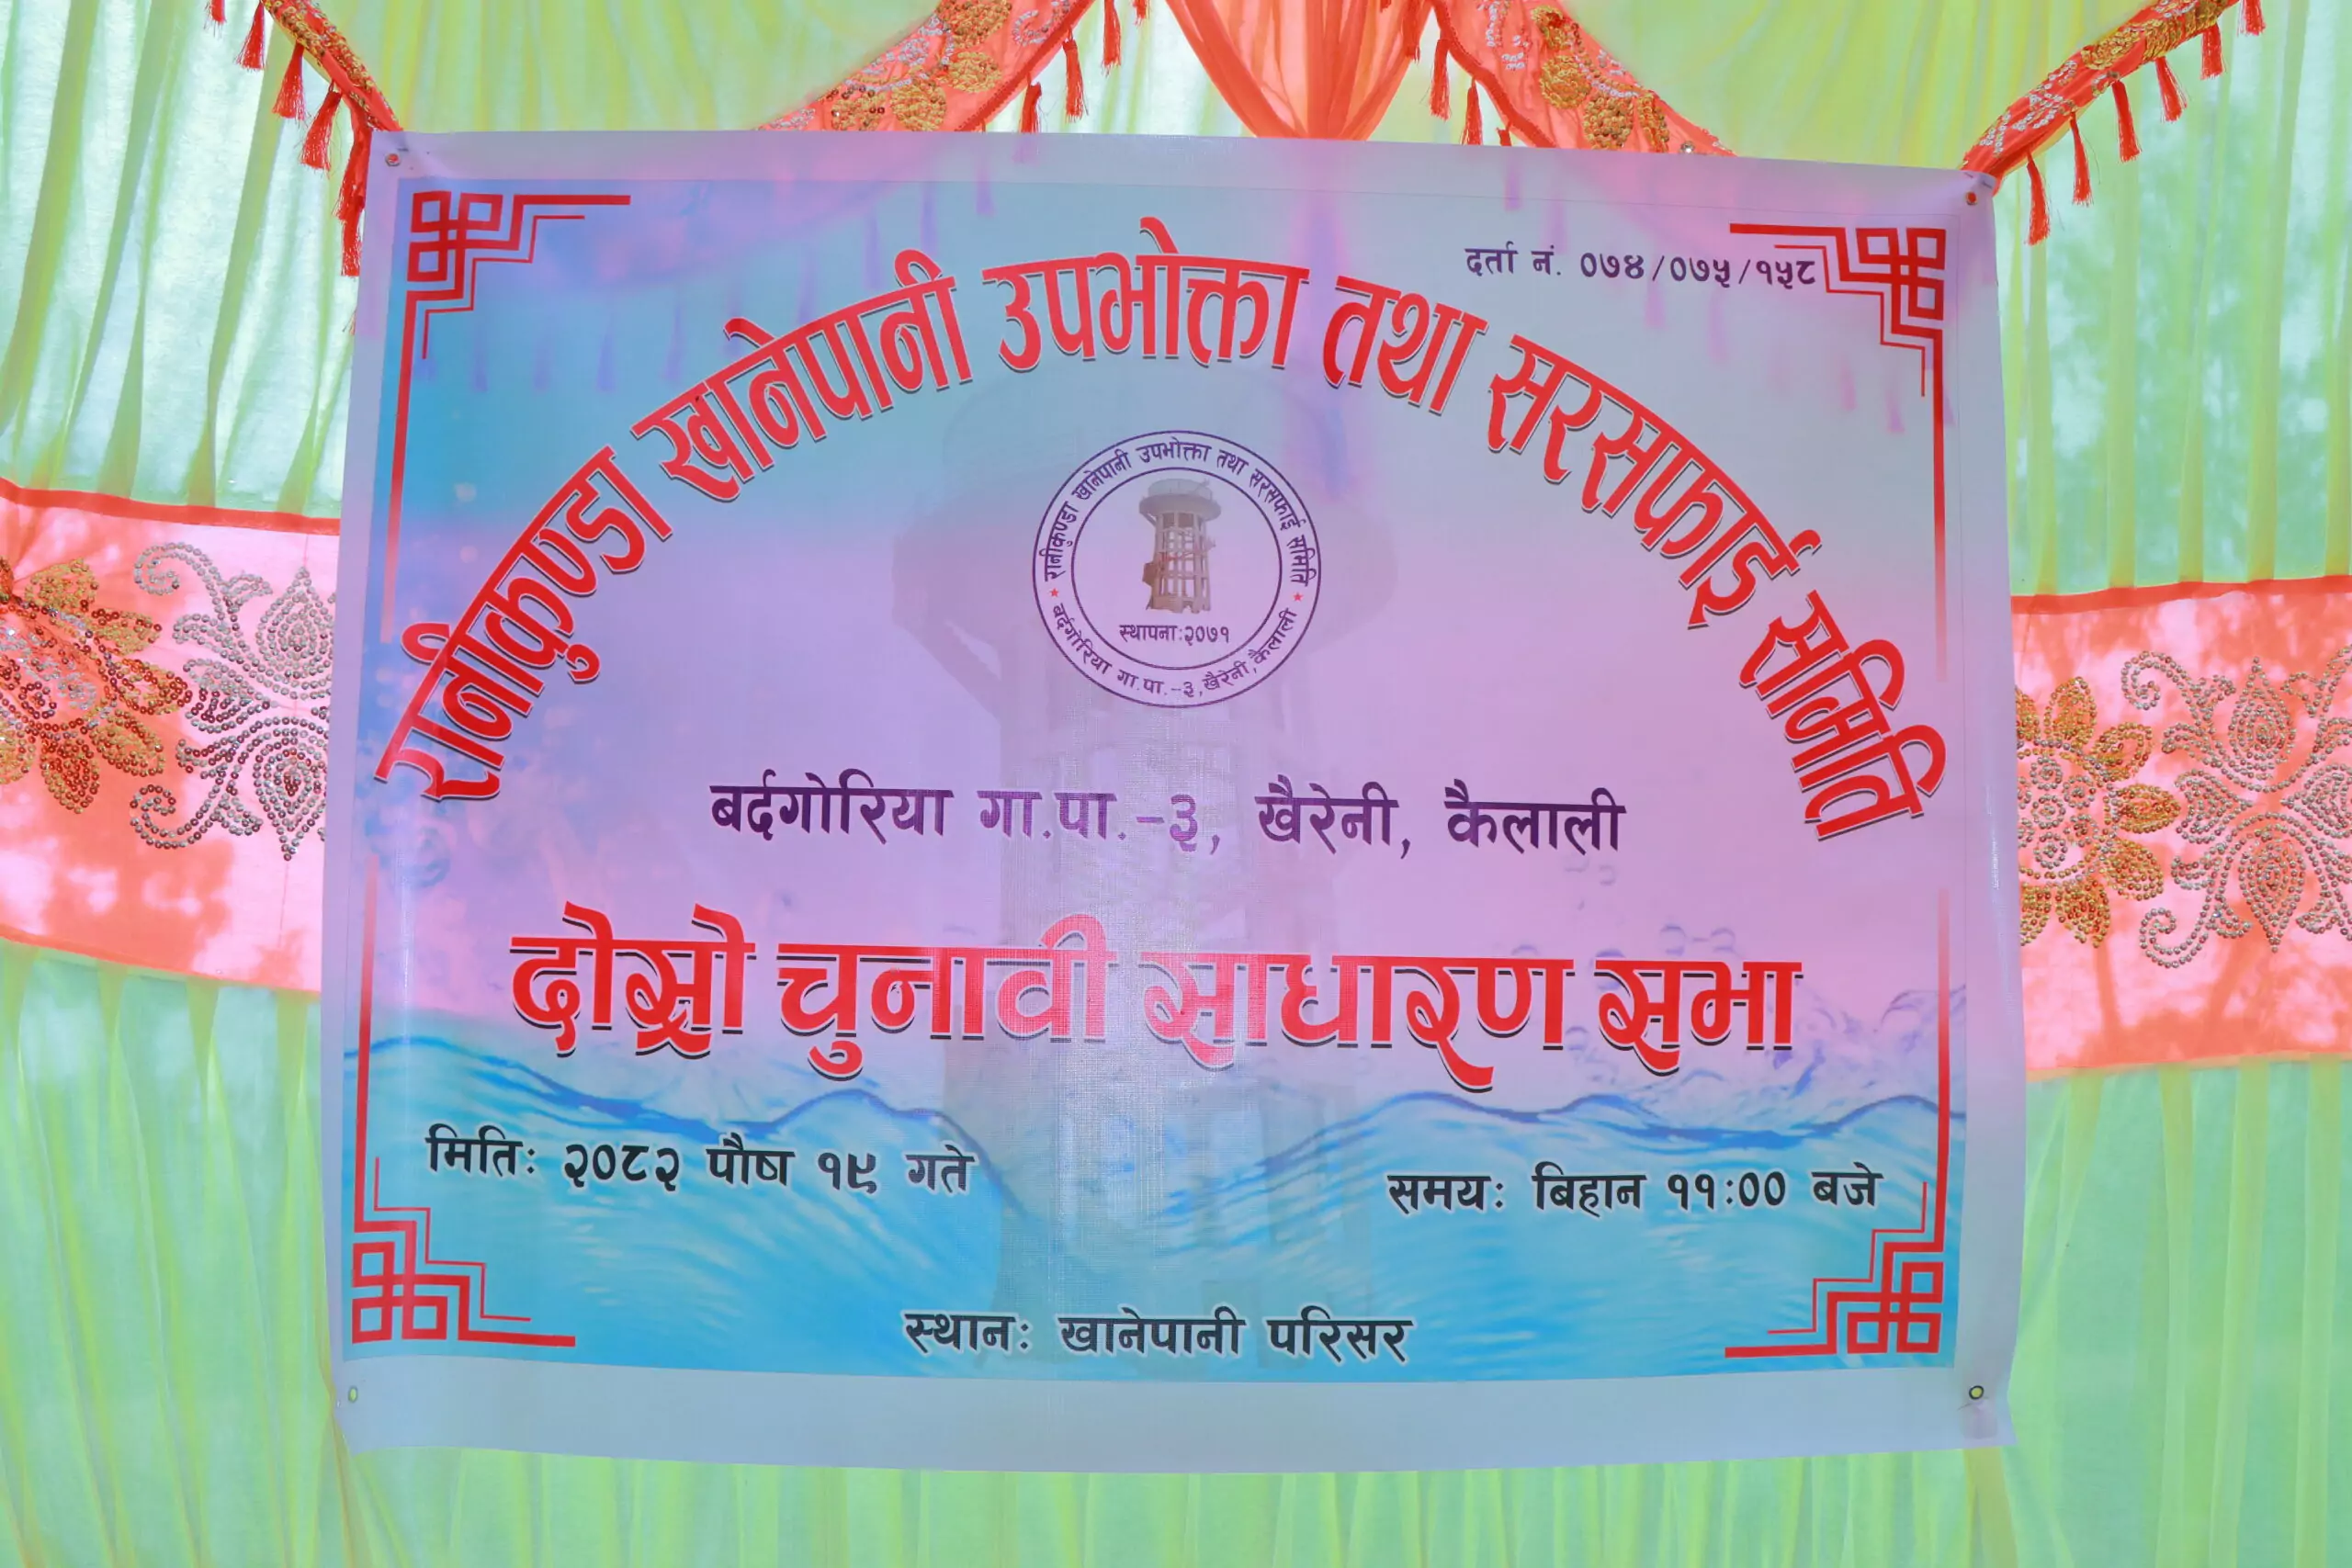 दर्ता नं. ०७४/०७५/१५८
रानीकुण्डा खानेपानी उपभोक्ता तथा सरसफाई समिति
रानीकुण्डा खानेपानी उपभोक्ता तथा सरसफाई समिति
स्थापना:२०७१
बर्दगोरिया गा.पा.-३,खैरेनी,कैलाली
बर्दगोरिया गा.पा.-३, खैरेनी, कैलाली
दोस्रो चुनावी साधारण सभा
मिति: २०८२ पौष १९ गते
समय: बिहान ११:०० बजे
स्थान: खानेपानी परिसर